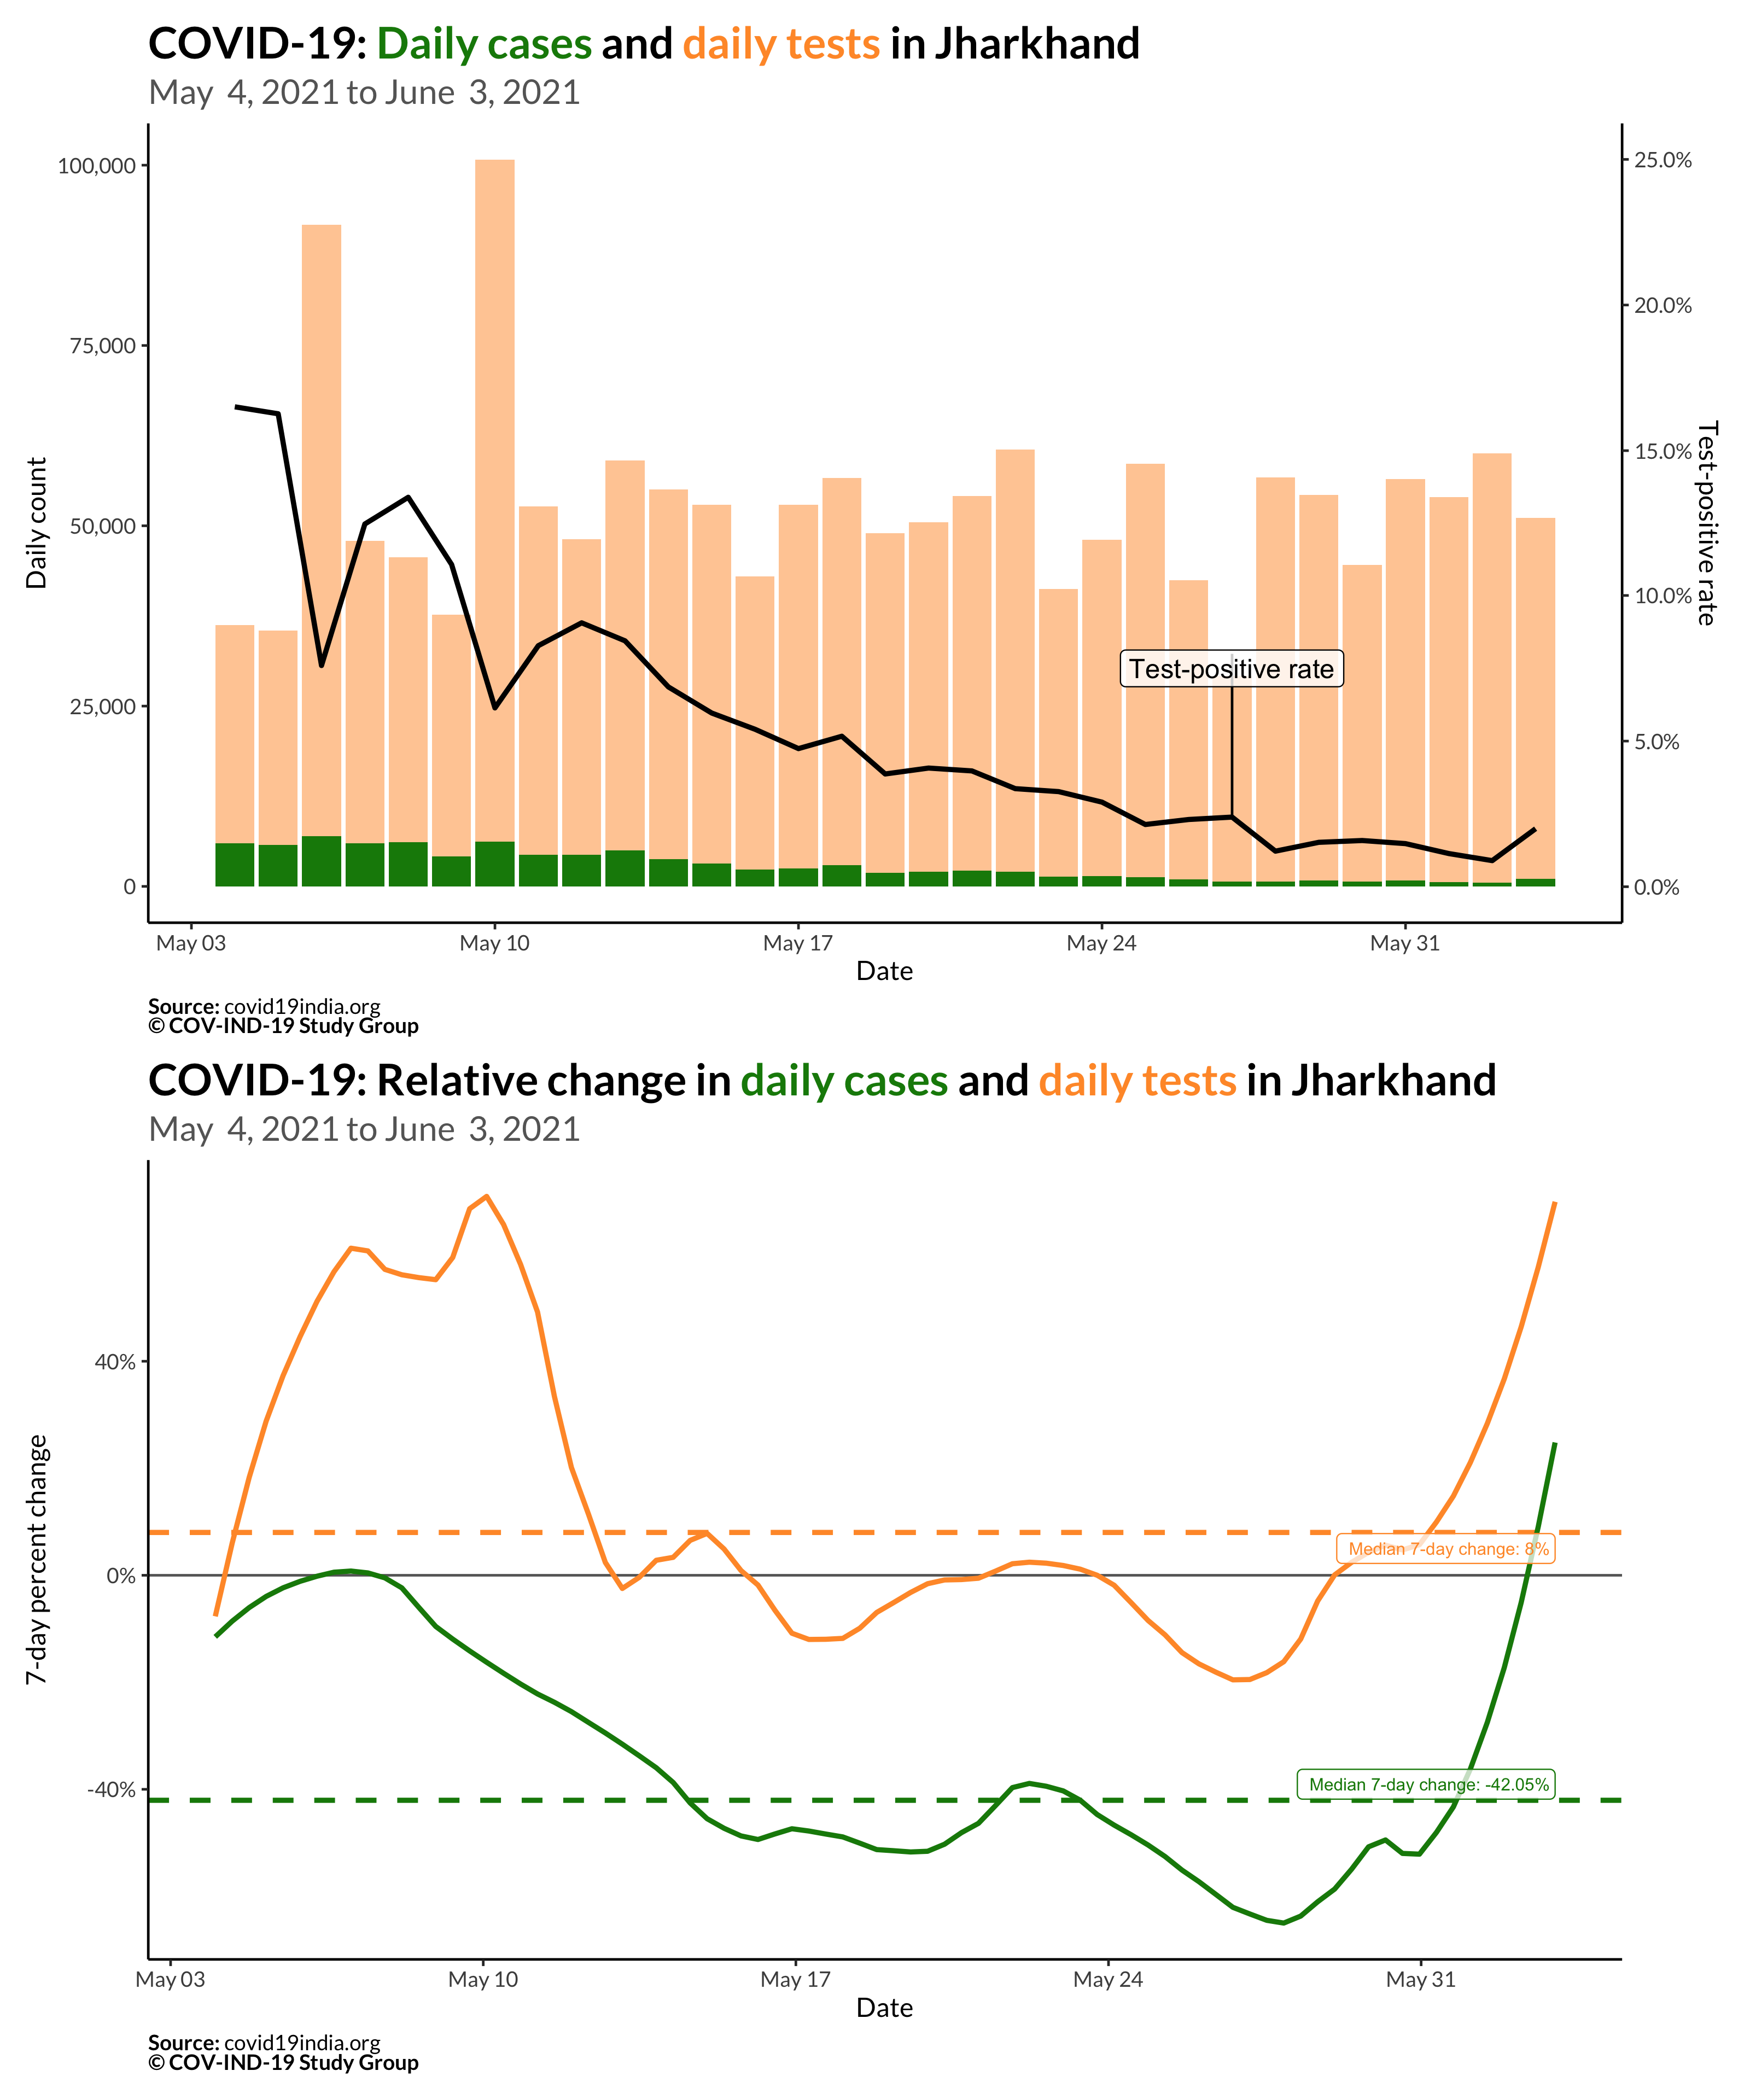 COVID-19: Daily cases and daily tests in Jharkhand
May 4, 2021 to June 3, 2021
100,000
75,000
50,000
25,000
0
Daily count
25.0%
20.0%
15.0%
10.0%
5.0%
0.0%
Test-positive rate
Test-positive rate
May 03
May 10
May 17
May 24
May 31
Date
Source: covid19india.org
© COV-IND-19 Study Group
COVID-19: Relative change in daily cases and daily tests in Jharkhand
May 4, 2021 to June 3, 2021
40%
0%
-40%
7-day percent change
Median 7-day change: 8%
Median 7-day change: -42.05%
May 03
May 10
May 17
May 24
May 31
Date
Source: covid19india.org
© COV-IND-19 Study Group